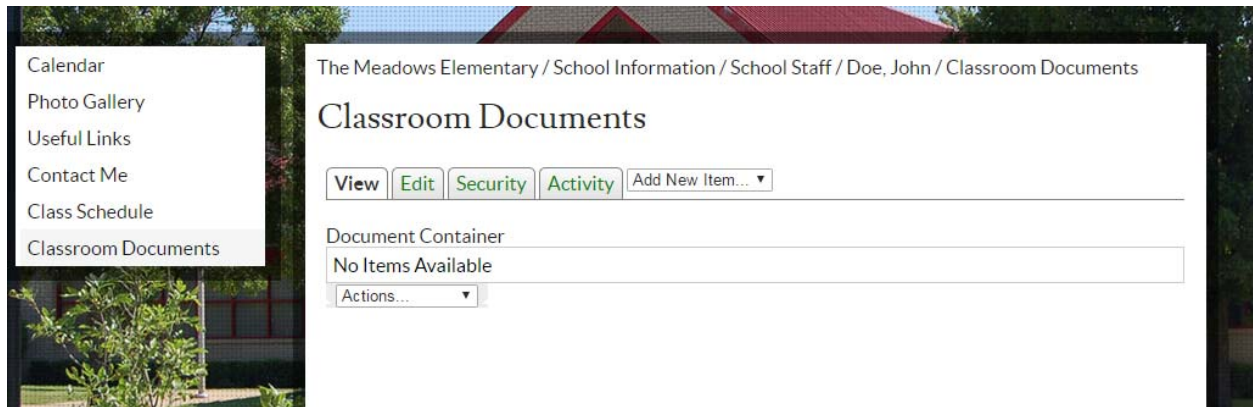 Calendar
Photo Gallery
Useful Links
Contact Me
Class Schedule
Classroom Documents
The Meadows Elementary / School Information / School Staff / Doe, John / Classroom Documents
Classroom Documents
View Edit Security Activity Add New Item...
Document Container
No Items Available
Actions...